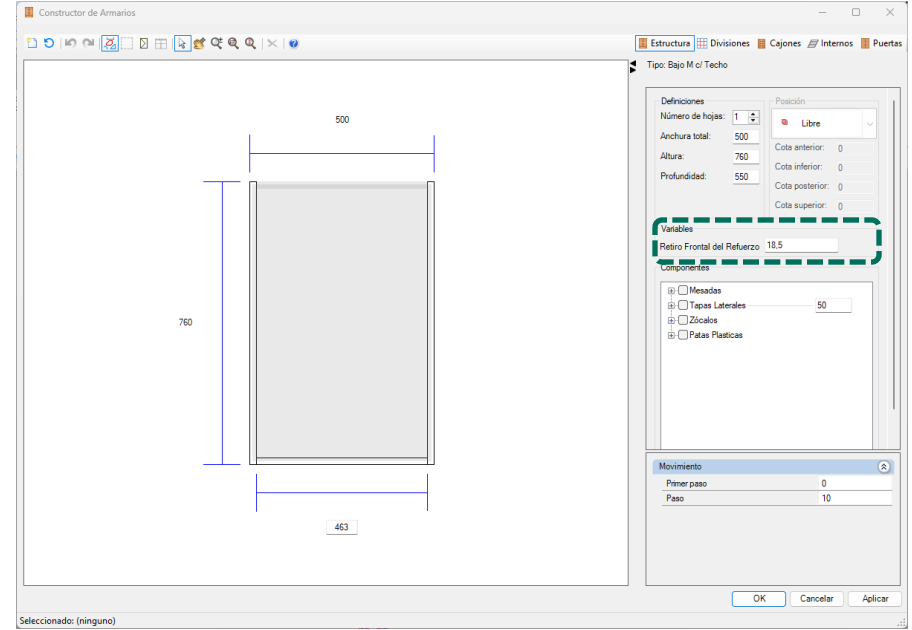 Constructor de Armarios
Estructura Divisiones Cajones Internos Puertas
Tipo: Bajo M c/ Techo
Definiciones
Número de hojas: 1
Anchura total: 500
Altura: 760
Profundidad: 550
Posición
Libre
Cota anterior: 0
Cota inferior: 0
Cota posterior: 0
Cota superior: 0
Variables
Retiro Frontal del Refuerzo 18,5
Componentes
Mesadas
Tapas Laterales 50
Zócalos
Patas Plasticas
500
760
463
Movimiento
Primer paso 0
Paso 10
OK Cancelar Aplicar
Seleccionado: (ninguno)